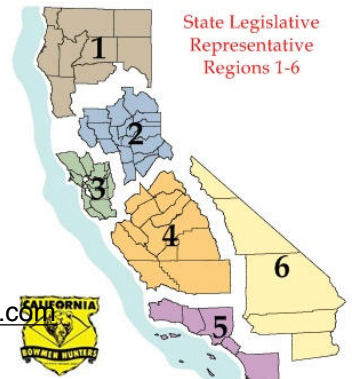 State Legislative
Representative
Regions 1-6
1
2
3
4
6
5
.com
CALIFORNIA
BOWMEN HUNTERS